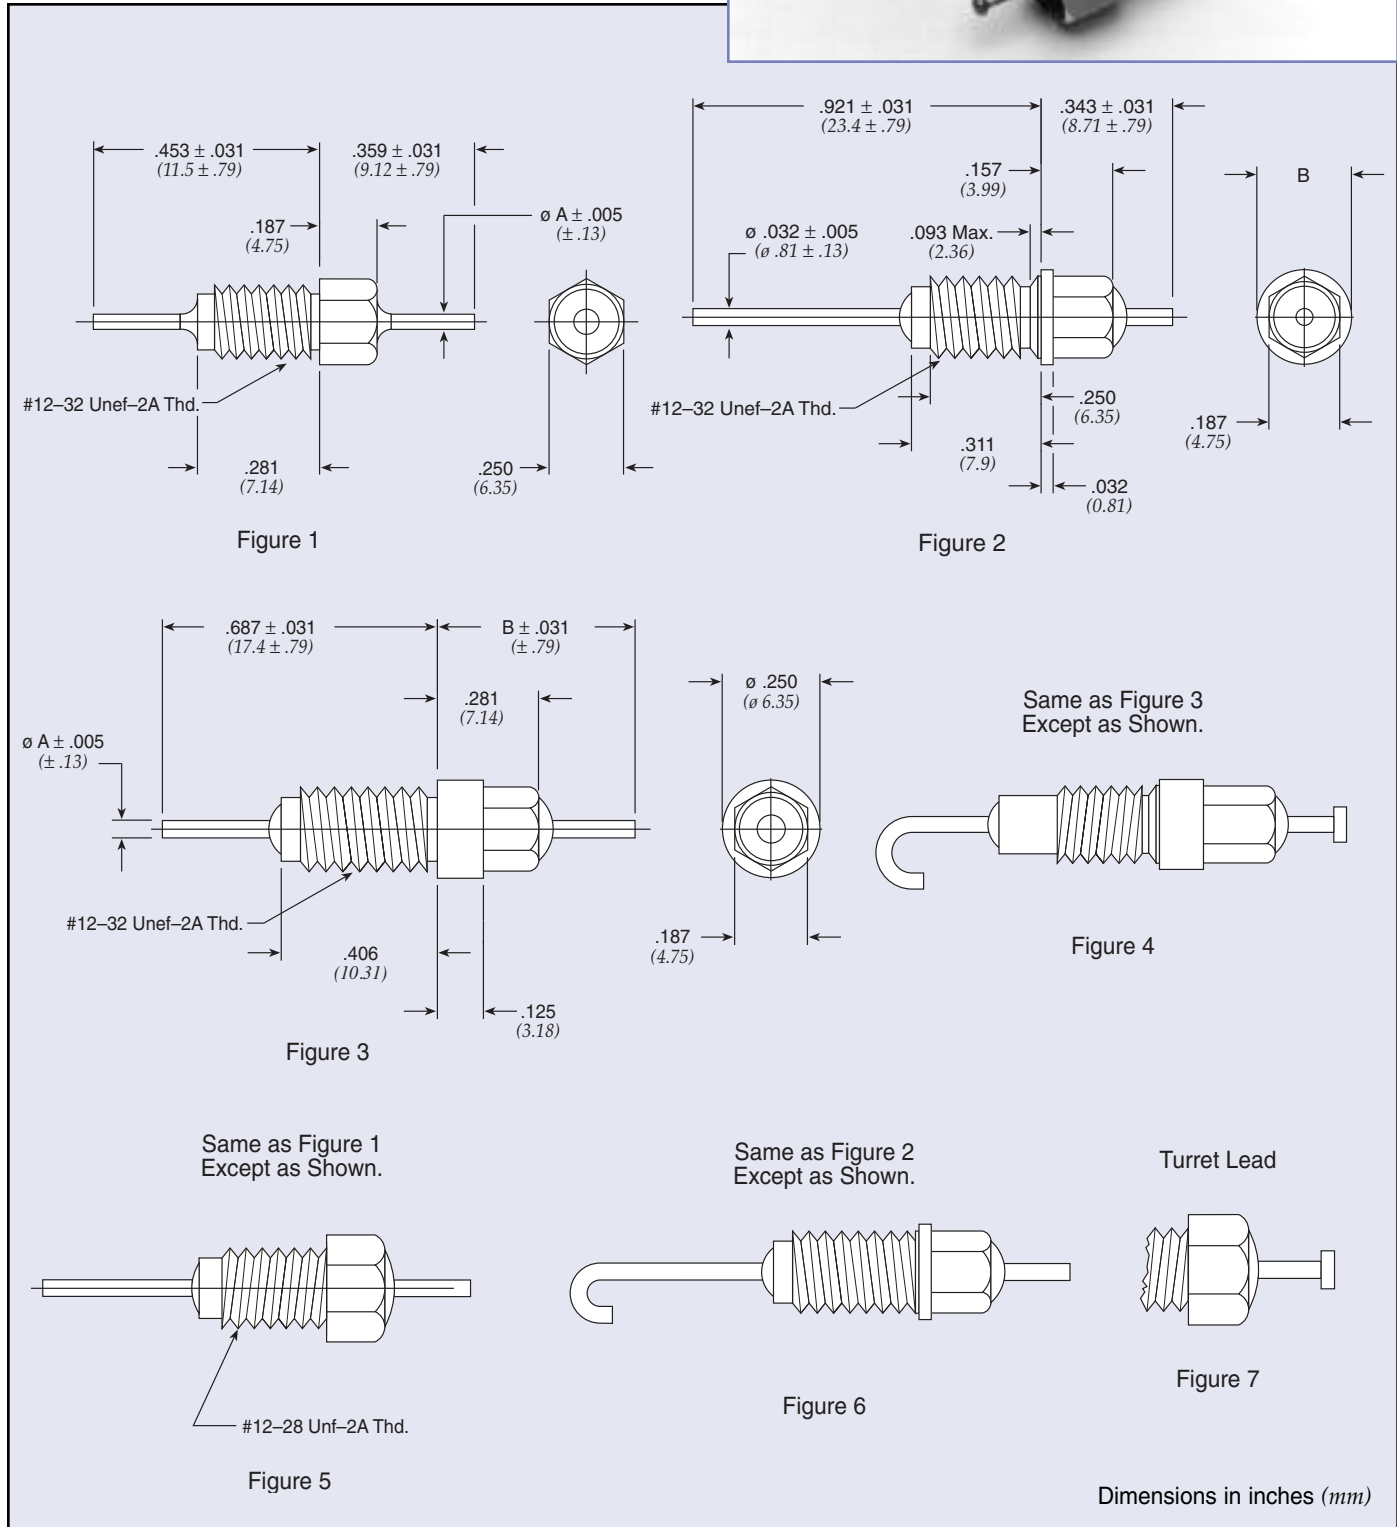 .453 ± .031
(11.5 ± .79)
.359 ± .031
(9.12 ± .79)
.187
(4.75)
ø A ± .005
(± .13)
#12–32 Unef–2A Thd.
.281
(7.14)
.250
(6.35)
Figure 1
.921 ± .031
(23.4 ± .79)
.343 ± .031
(8.71 ± .79)
.157
(3.99)
B
ø .032 ± .005
(ø .81 ± .13)
.093 Max.
(2.36)
#12–32 Unef–2A Thd.
.250
(6.35)
.311
(7.9)
.187
(4.75)
.032
(0.81)
Figure 2
.687 ± .031
(17.4 ± .79)
B ± .031
(± .79)
.281
(7.14)
ø A ± .005
(± .13)
ø .250
(ø 6.35)
#12–32 Unef–2A Thd.
.406
(10.31)
.187
(4.75)
.125
(3.18)
Figure 3
Same as Figure 3
Except as Shown.
Figure 4
Same as Figure 1
Except as Shown.
#12–28 Unf–2A Thd.
Figure 5
Same as Figure 2
Except as Shown.
Figure 6
Turret Lead
Figure 7
Dimensions in inches (mm)